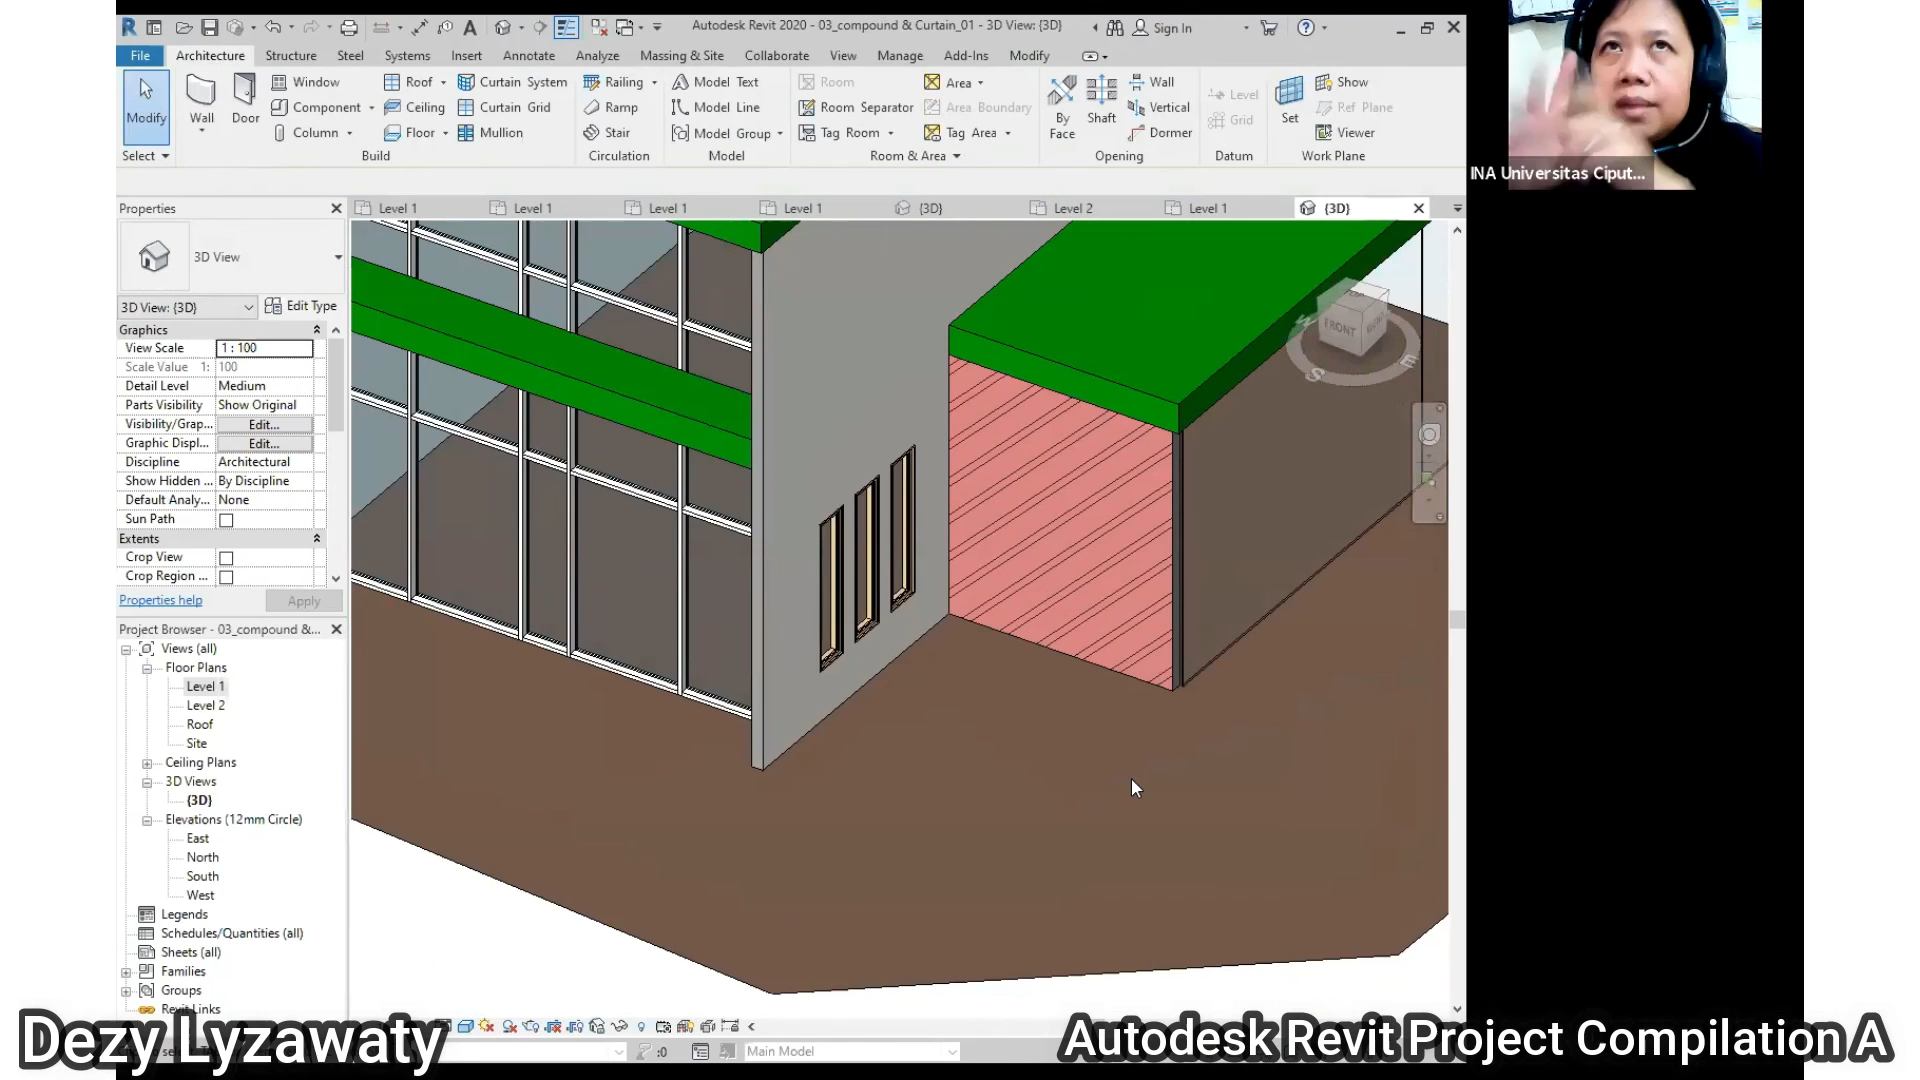 Autodesk Revit 2020 - 03_compound & Curtain_01 - 3D View: {3D}
Sign In
File Architecture Structure Steel Systems Insert Annotate Analyze Massing & Site Collaborate View Manage Add-Ins Modify
Modify Wall Door Window Component Column
Roof Ceiling Floor
Curtain System Curtain Grid Mullion
Railing Ramp Stair
Model Text Model Line Model Group
Room Room Separator Tag Room
Area Area Boundary Tag Area
By Face Shaft Wall Vertical Dormer
Level Grid
Set Show Ref Plane Viewer
Select Build Circulation Model Room & Area Opening Datum Work Plane
INA Universitas Ciput...
Properties
Level 1 Level 1 Level 1 Level 1 {3D} Level 2 Level 1 {3D}
3D View
3D View: {3D} Edit Type
Graphics
View Scale 1 : 100
Scale Value 1: 100
Detail Level Medium
Parts Visibility Show Original
Visibility/Grap... Edit...
Graphic Displ... Edit...
Discipline Architectural
Show Hidden ... By Discipline
Default Analy... None
Sun Path
Extents
Crop View
Crop Region ...
Properties help Apply
FRONT
W
S
E
Project Browser - 03_compound &...
Views (all)
Floor Plans
Level 1
Level 2
Roof
Site
Ceiling Plans
3D Views
{3D}
Elevations (12mm Circle)
East
North
South
West
Legends
Schedules/Quantities (all)
Sheets (all)
Families
Groups
Revit Links
:0 Main Model
Dezy Lyzawaty
Autodesk Revit Project Compilation A